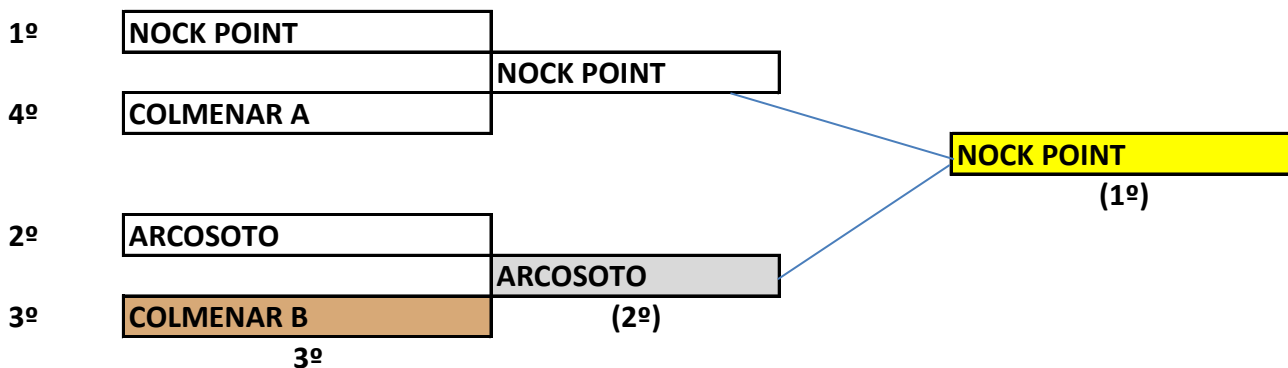 1º NOCK POINT
NOCK POINT
4º COLMENAR A
NOCK POINT
(1º)
2º ARCOSOTO
ARCOSOTO
3º COLMENAR B (2º)
3º